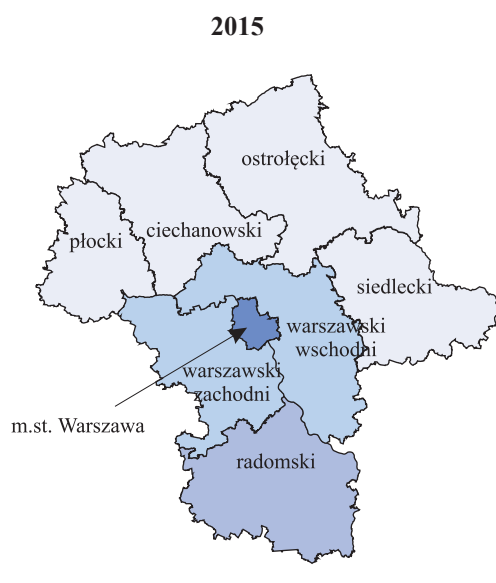 2015
ostrołęcki
ciechanowski
płocki
siedlecki
warszawski
wschodni
warszawski
zachodni
m.st. Warszawa
radomski